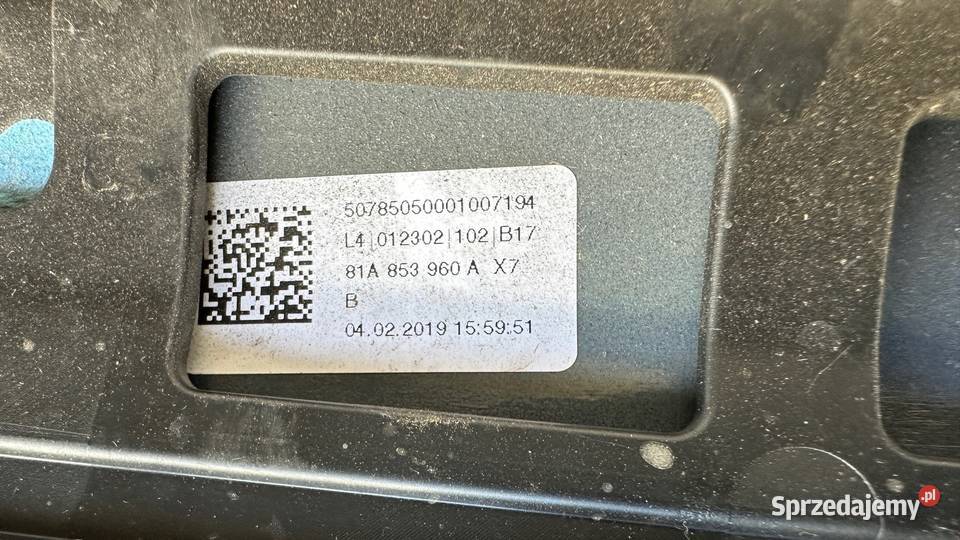 50785050001007194
L4|012302|102|B17
81A 853 960 A X7
B
04.02.2019 15:59:51
Sprzedajemy.pl